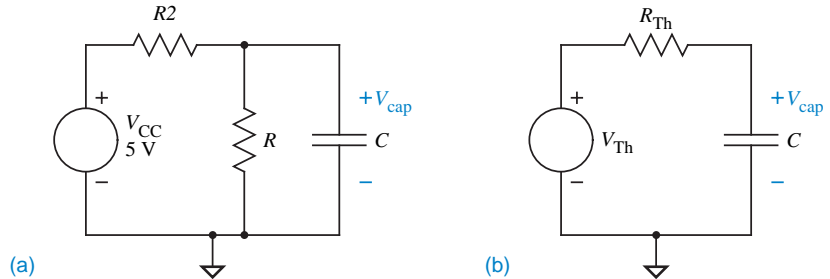 R2
+
V_CC
5 V
−
R
+V_cap
C
−
(a)
R_Th
+
V_Th
−
+V_cap
C
−
(b)